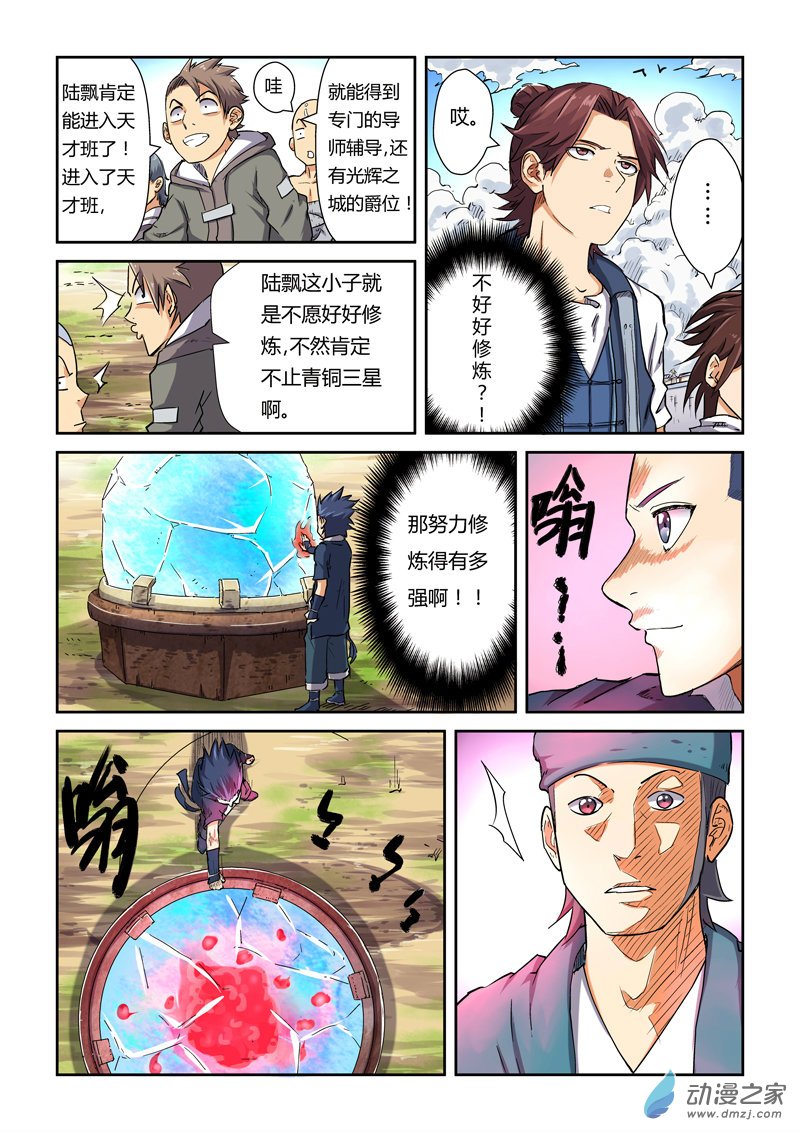 陆飘肯定
能进入天
才班了！
进入了天
才班,
哇
就能得到
专门的导
师辅导,还
有光辉之
城的爵位！
哎。
……
不好好修炼？！
陆飘这小子就
是不愿好好修
炼,不然肯定
不止青铜三星
啊。
那努力修
炼得有多
强啊！！
嗡！！
嗡
动漫之家
www.dmzj.com